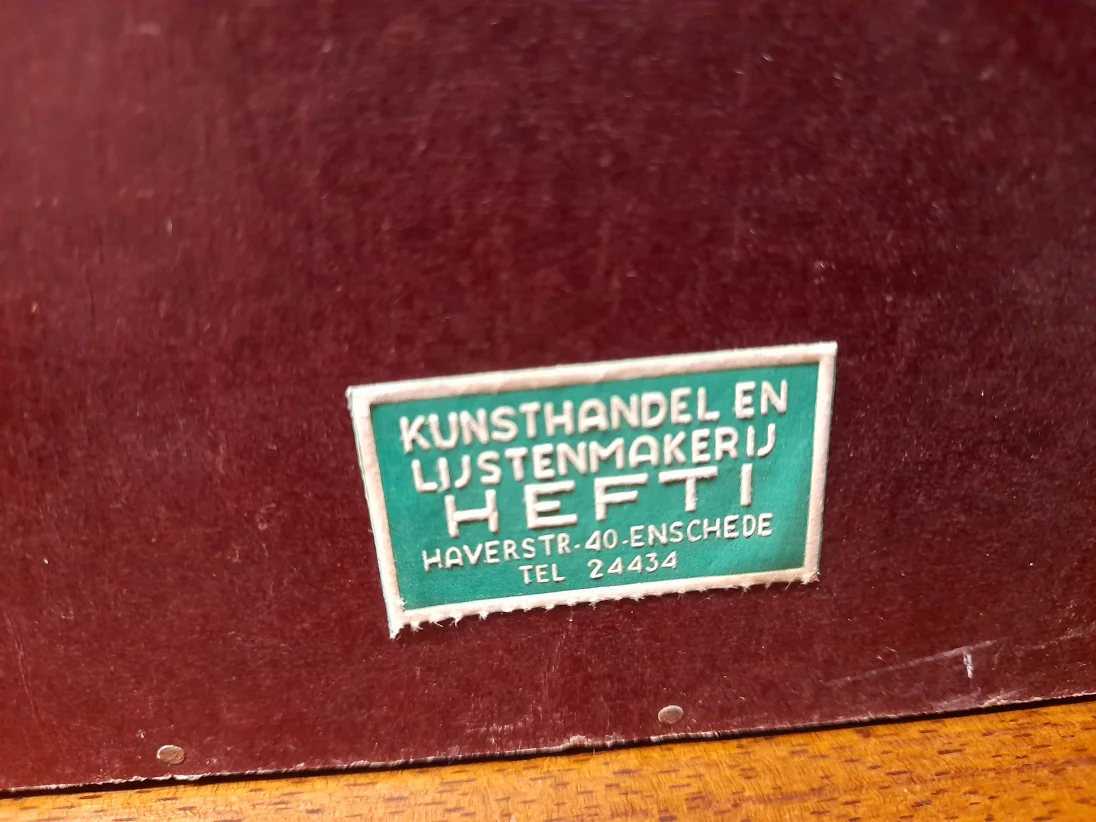 KUNSTHANDEL EN
LIJSTENMAKERIJ
HEFTI
HAVERSTR-40-ENSCHEDE
TEL 24434